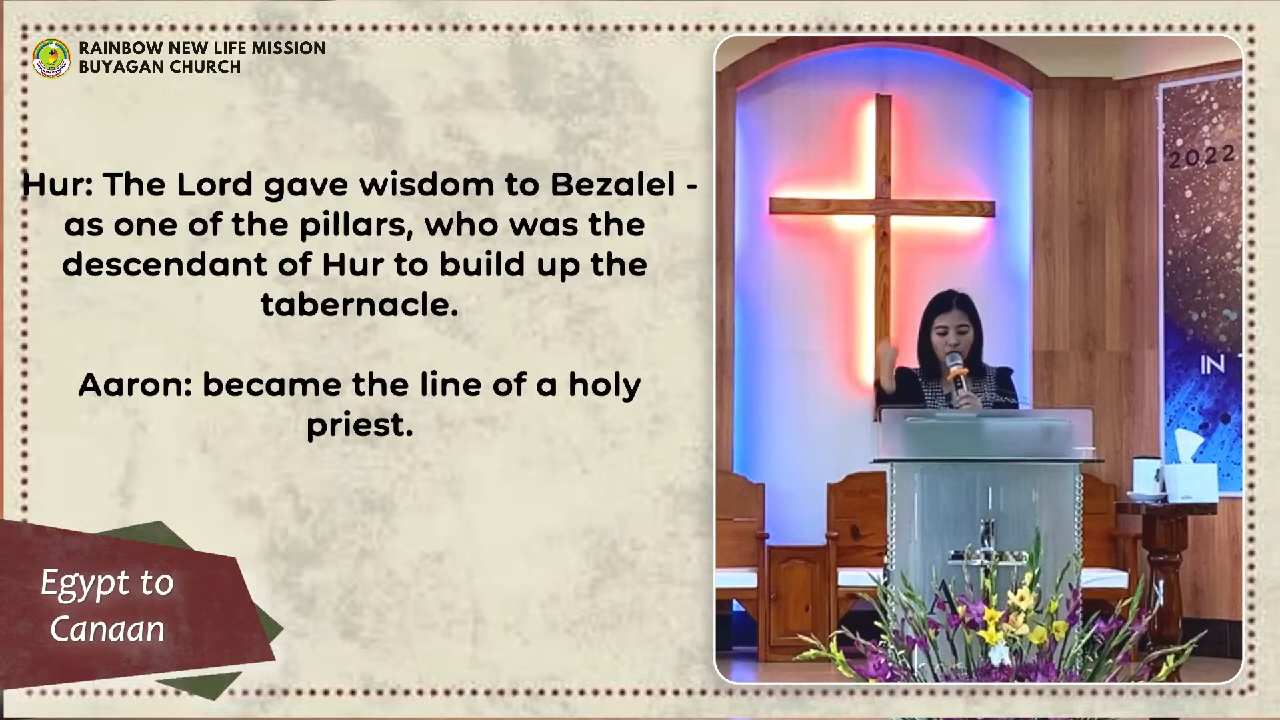 RAINBOW NEW LIFE MISSION
BUYAGAN CHURCH
Hur: The Lord gave wisdom to Bezalel -
as one of the pillars, who was the
descendant of Hur to build up the
tabernacle.
Aaron: became the line of a holy
priest.
Egypt to
Canaan
2022
IN